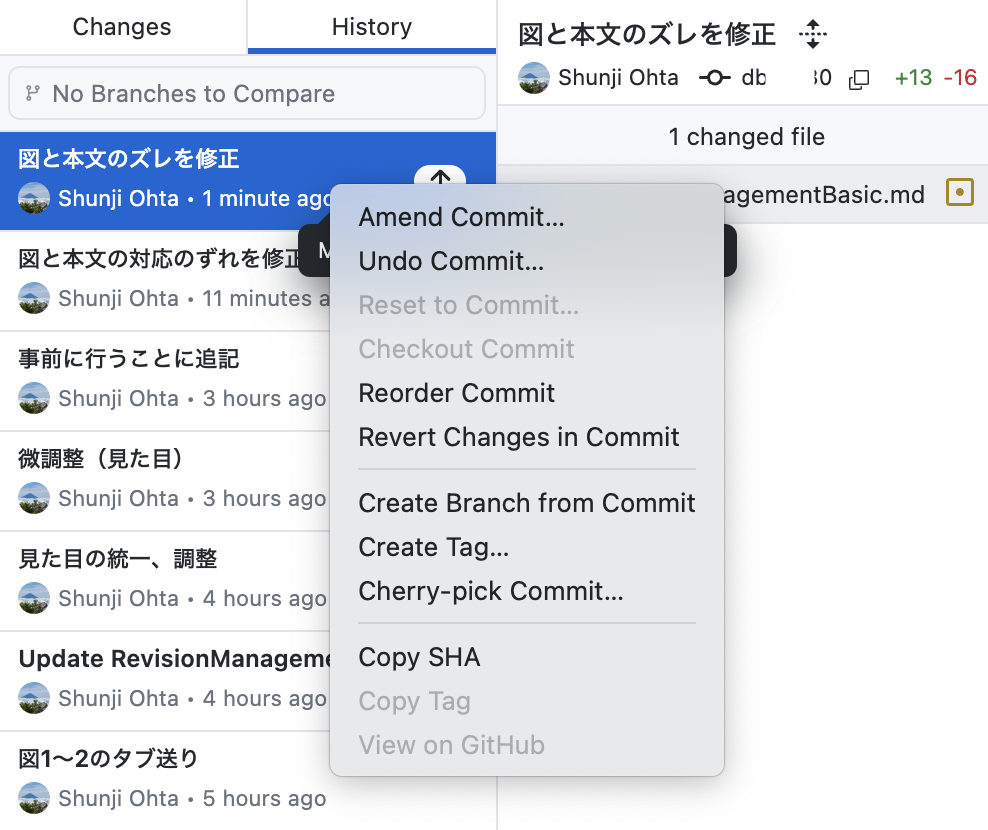 Changes
History
No Branches to Compare
図と本文のズレを修正
Shunji Ohta • 1 minute ago
図と本文の対応のずれを修正
Shunji Ohta • 11 minutes a
事前に行うことに追記
Shunji Ohta • 3 hours ago
微調整（見た目）
Shunji Ohta • 3 hours ago
見た目の統一、調整
Shunji Ohta • 4 hours ago
Update RevisionManageme
Shunji Ohta • 4 hours ago
図1〜2のタブ送り
Shunji Ohta • 5 hours ago
図と本文のズレを修正
Shunji Ohta db 30 +13 -16
1 changed file
agementBasic.md
M
Amend Commit...
Undo Commit...
Reset to Commit...
Checkout Commit
Reorder Commit
Revert Changes in Commit
Create Branch from Commit
Create Tag...
Cherry-pick Commit...
Copy SHA
Copy Tag
View on GitHub